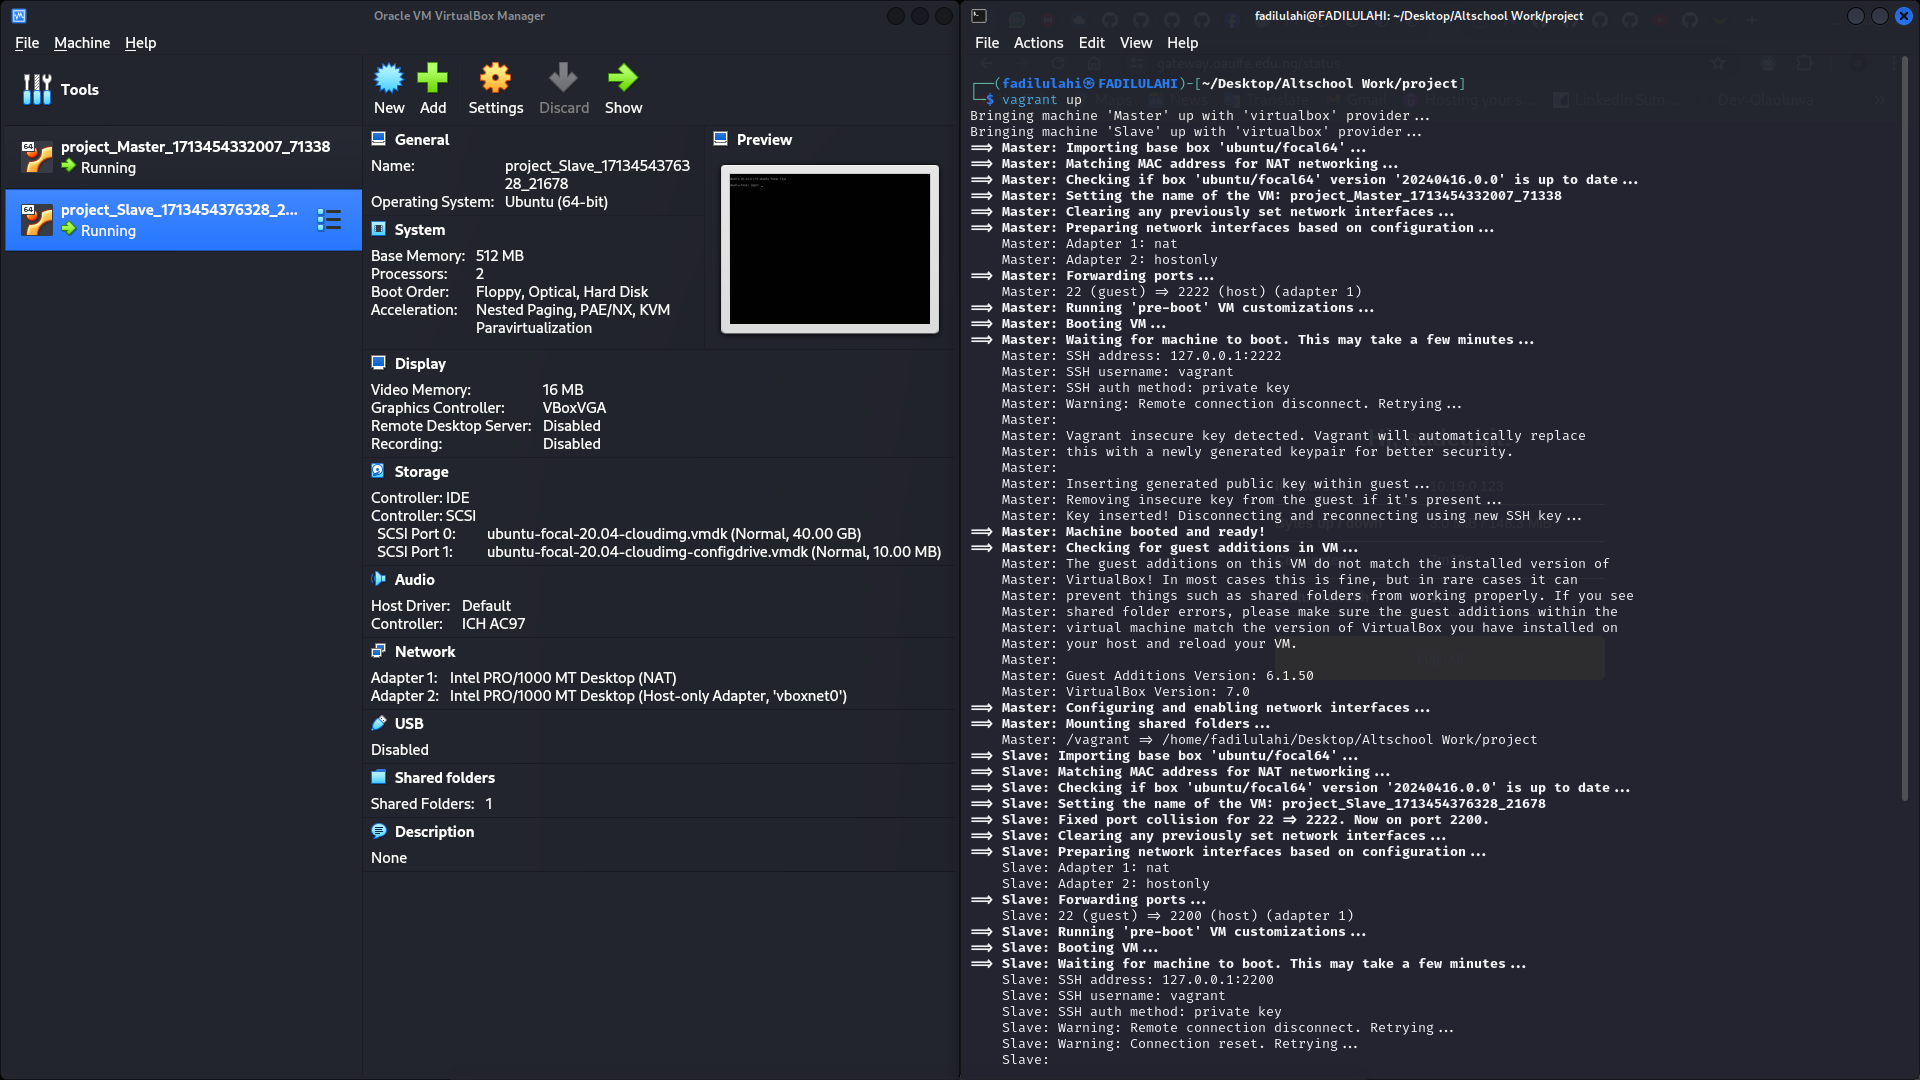 Oracle VM VirtualBox Manager
File Machine Help
Tools
New Add Settings Discard Show
64 project_Master_1713454332007_71338
Running
64 project_Slave_1713454376328_2...
Running
General
Name: project_Slave_17134543763
28_21678
Operating System: Ubuntu (64-bit)
System
Base Memory: 512 MB
Processors: 2
Boot Order: Floppy, Optical, Hard Disk
Acceleration: Nested Paging, PAE/NX, KVM
Paravirtualization
Preview
Display
Video Memory: 16 MB
Graphics Controller: VBoxVGA
Remote Desktop Server: Disabled
Recording: Disabled
Storage
Controller: IDE
Controller: SCSI
SCSI Port 0: ubuntu-focal-20.04-cloudimg.vmdk (Normal, 40.00 GB)
SCSI Port 1: ubuntu-focal-20.04-cloudimg-configdrive.vmdk (Normal, 10.00 MB)
Audio
Host Driver: Default
Controller: ICH AC97
Network
Adapter 1: Intel PRO/1000 MT Desktop (NAT)
Adapter 2: Intel PRO/1000 MT Desktop (Host-only Adapter, 'vboxnet0')
USB
Disabled
Shared folders
Shared Folders: 1
Description
None
fadilulahi@FADILULAHI: ~/Desktop/Altschool Work/project
File Actions Edit View Help
┌──(fadilulahi㉿FADILULAHI)-[~/Desktop/Altschool Work/project]
└─$ vagrant up
Bringing machine 'Master' up with 'virtualbox' provider...
Bringing machine 'Slave' up with 'virtualbox' provider...
==> Master: Importing base box 'ubuntu/focal64'...
==> Master: Matching MAC address for NAT networking...
==> Master: Checking if box 'ubuntu/focal64' version '20240416.0.0' is up to date...
==> Master: Setting the name of the VM: project_Master_1713454332007_71338
==> Master: Clearing any previously set network interfaces...
==> Master: Preparing network interfaces based on configuration...
Master: Adapter 1: nat
Master: Adapter 2: hostonly
==> Master: Forwarding ports...
Master: 22 (guest) => 2222 (host) (adapter 1)
==> Master: Running 'pre-boot' VM customizations...
==> Master: Booting VM...
==> Master: Waiting for machine to boot. This may take a few minutes...
Master: SSH address: 127.0.0.1:2222
Master: SSH username: vagrant
Master: SSH auth method: private key
Master: Warning: Remote connection disconnect. Retrying...
Master:
Master: Vagrant insecure key detected. Vagrant will automatically replace
Master: this with a newly generated keypair for better security.
Master:
Master: Inserting generated public key within guest...
Master: Removing insecure key from the guest if it's present...
Master: Key inserted! Disconnecting and reconnecting using new SSH key...
==> Master: Machine booted and ready!
==> Master: Checking for guest additions in VM...
Master: The guest additions on this VM do not match the installed version of
Master: VirtualBox! In most cases this is fine, but in rare cases it can
Master: prevent things such as shared folders from working properly. If you see
Master: shared folder errors, please make sure the guest additions within the
Master: virtual machine match the version of VirtualBox you have installed on
Master: your host and reload your VM.
Master:
Master: Guest Additions Version: 6.1.50
Master: VirtualBox Version: 7.0
==> Master: Configuring and enabling network interfaces...
==> Master: Mounting shared folders...
Master: /vagrant => /home/fadilulahi/Desktop/Altschool Work/project
==> Slave: Importing base box 'ubuntu/focal64'...
==> Slave: Matching MAC address for NAT networking...
==> Slave: Checking if box 'ubuntu/focal64' version '20240416.0.0' is up to date...
==> Slave: Setting the name of the VM: project_Slave_1713454376328_21678
==> Slave: Fixed port collision for 22 => 2222. Now on port 2200.
==> Slave: Clearing any previously set network interfaces...
==> Slave: Preparing network interfaces based on configuration...
Slave: Adapter 1: nat
Slave: Adapter 2: hostonly
==> Slave: Forwarding ports...
Slave: 22 (guest) => 2200 (host) (adapter 1)
==> Slave: Running 'pre-boot' VM customizations...
==> Slave: Booting VM...
==> Slave: Waiting for machine to boot. This may take a few minutes...
Slave: SSH address: 127.0.0.1:2200
Slave: SSH username: vagrant
Slave: SSH auth method: private key
Slave: Warning: Remote connection disconnect. Retrying...
Slave: Warning: Connection reset. Retrying...
Slave: